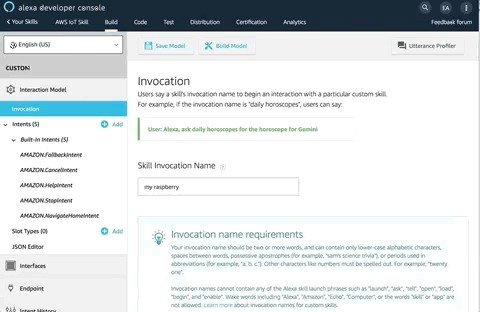 alexa developer console
EA
Your Skills
AWS IoT Skill
Build
Code
Test
Distribution
Certification
Analytics
Feedback forum
English (US)
Save Model
Build Model
Utterance Profiler
CUSTOM
Interaction Model
Invocation
Intents (5)
Add
Built-In Intents (5)
AMAZON.FallbackIntent
AMAZON.CancelIntent
AMAZON.HelpIntent
AMAZON.StopIntent
AMAZON.NavigateHomeIntent
Slot Types (0)
Add
JSON Editor
Interfaces
Endpoint
Intent History
Invocation
Users say a skill's invocation name to begin an interaction with a particular custom skill.
For example, if the invocation name is "daily horoscopes", users can say:
User: Alexa, ask daily horoscopes for the horoscope for Gemini
Skill Invocation Name
my raspberry
Invocation name requirements
Your invocation name should be two or more words, and can contain only lower-case alphabetic characters,
spaces between words, possessive apostrophes (for example, "sam's science trivia"), or periods used in
abbreviations (for example, "a. b. c."). Other characters like numbers must be spelled out. For example, "twenty
one".
Invocation names cannot contain any of the Alexa skill launch phrases such as "launch", "ask", "tell", "open", "load",
"begin", and "enable". Wake words including "Alexa", "Amazon", "Echo", "Computer", or the words "skill" or "app" are
not allowed. Learn more about invocation names for custom skills.